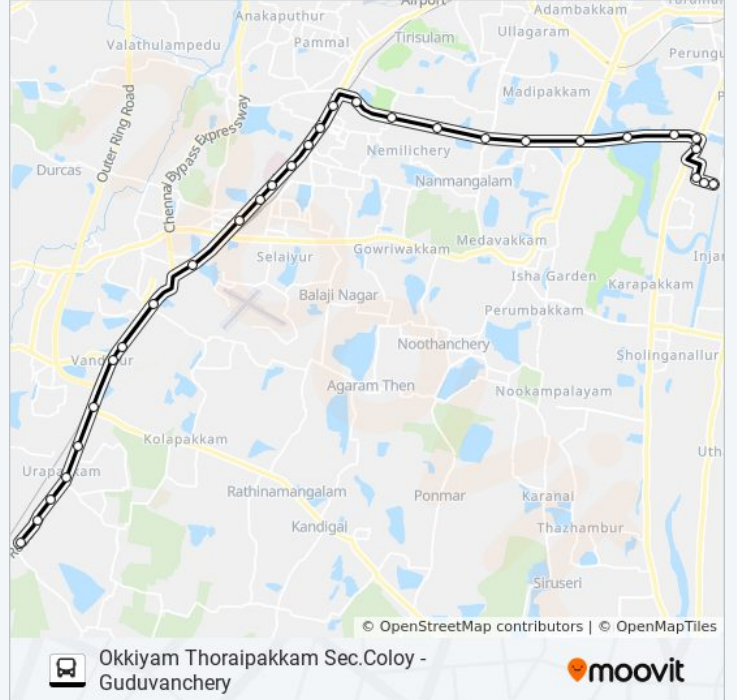 Airport
Anakaputhur
Adambakkam
Valathulampedu
Pammal
Tirisulam
Ullagaram
Perungu
Madipakkam
Outer Ring Road
Chennai Bypass Expressway
Durcas
Nemilichery
Nanmangalam
Selaiyur
Gowriwakkam
Medavakkam
Injar
Isha Garden
Karapakkam
Balaji Nagar
Perumbakkam
Noothanchery
Sholinganallur
Agaram Then
Nookampalayam
Kolapakkam
Uth
Rathinamangalam
Ponmar
Karanai
Kandigai
Thazhambur
Siruseri
© OpenStreetMap contributors | © OpenMapTiles
Okkiyam Thoraipakkam Sec.Coloy -
Guduvanchery
moovit